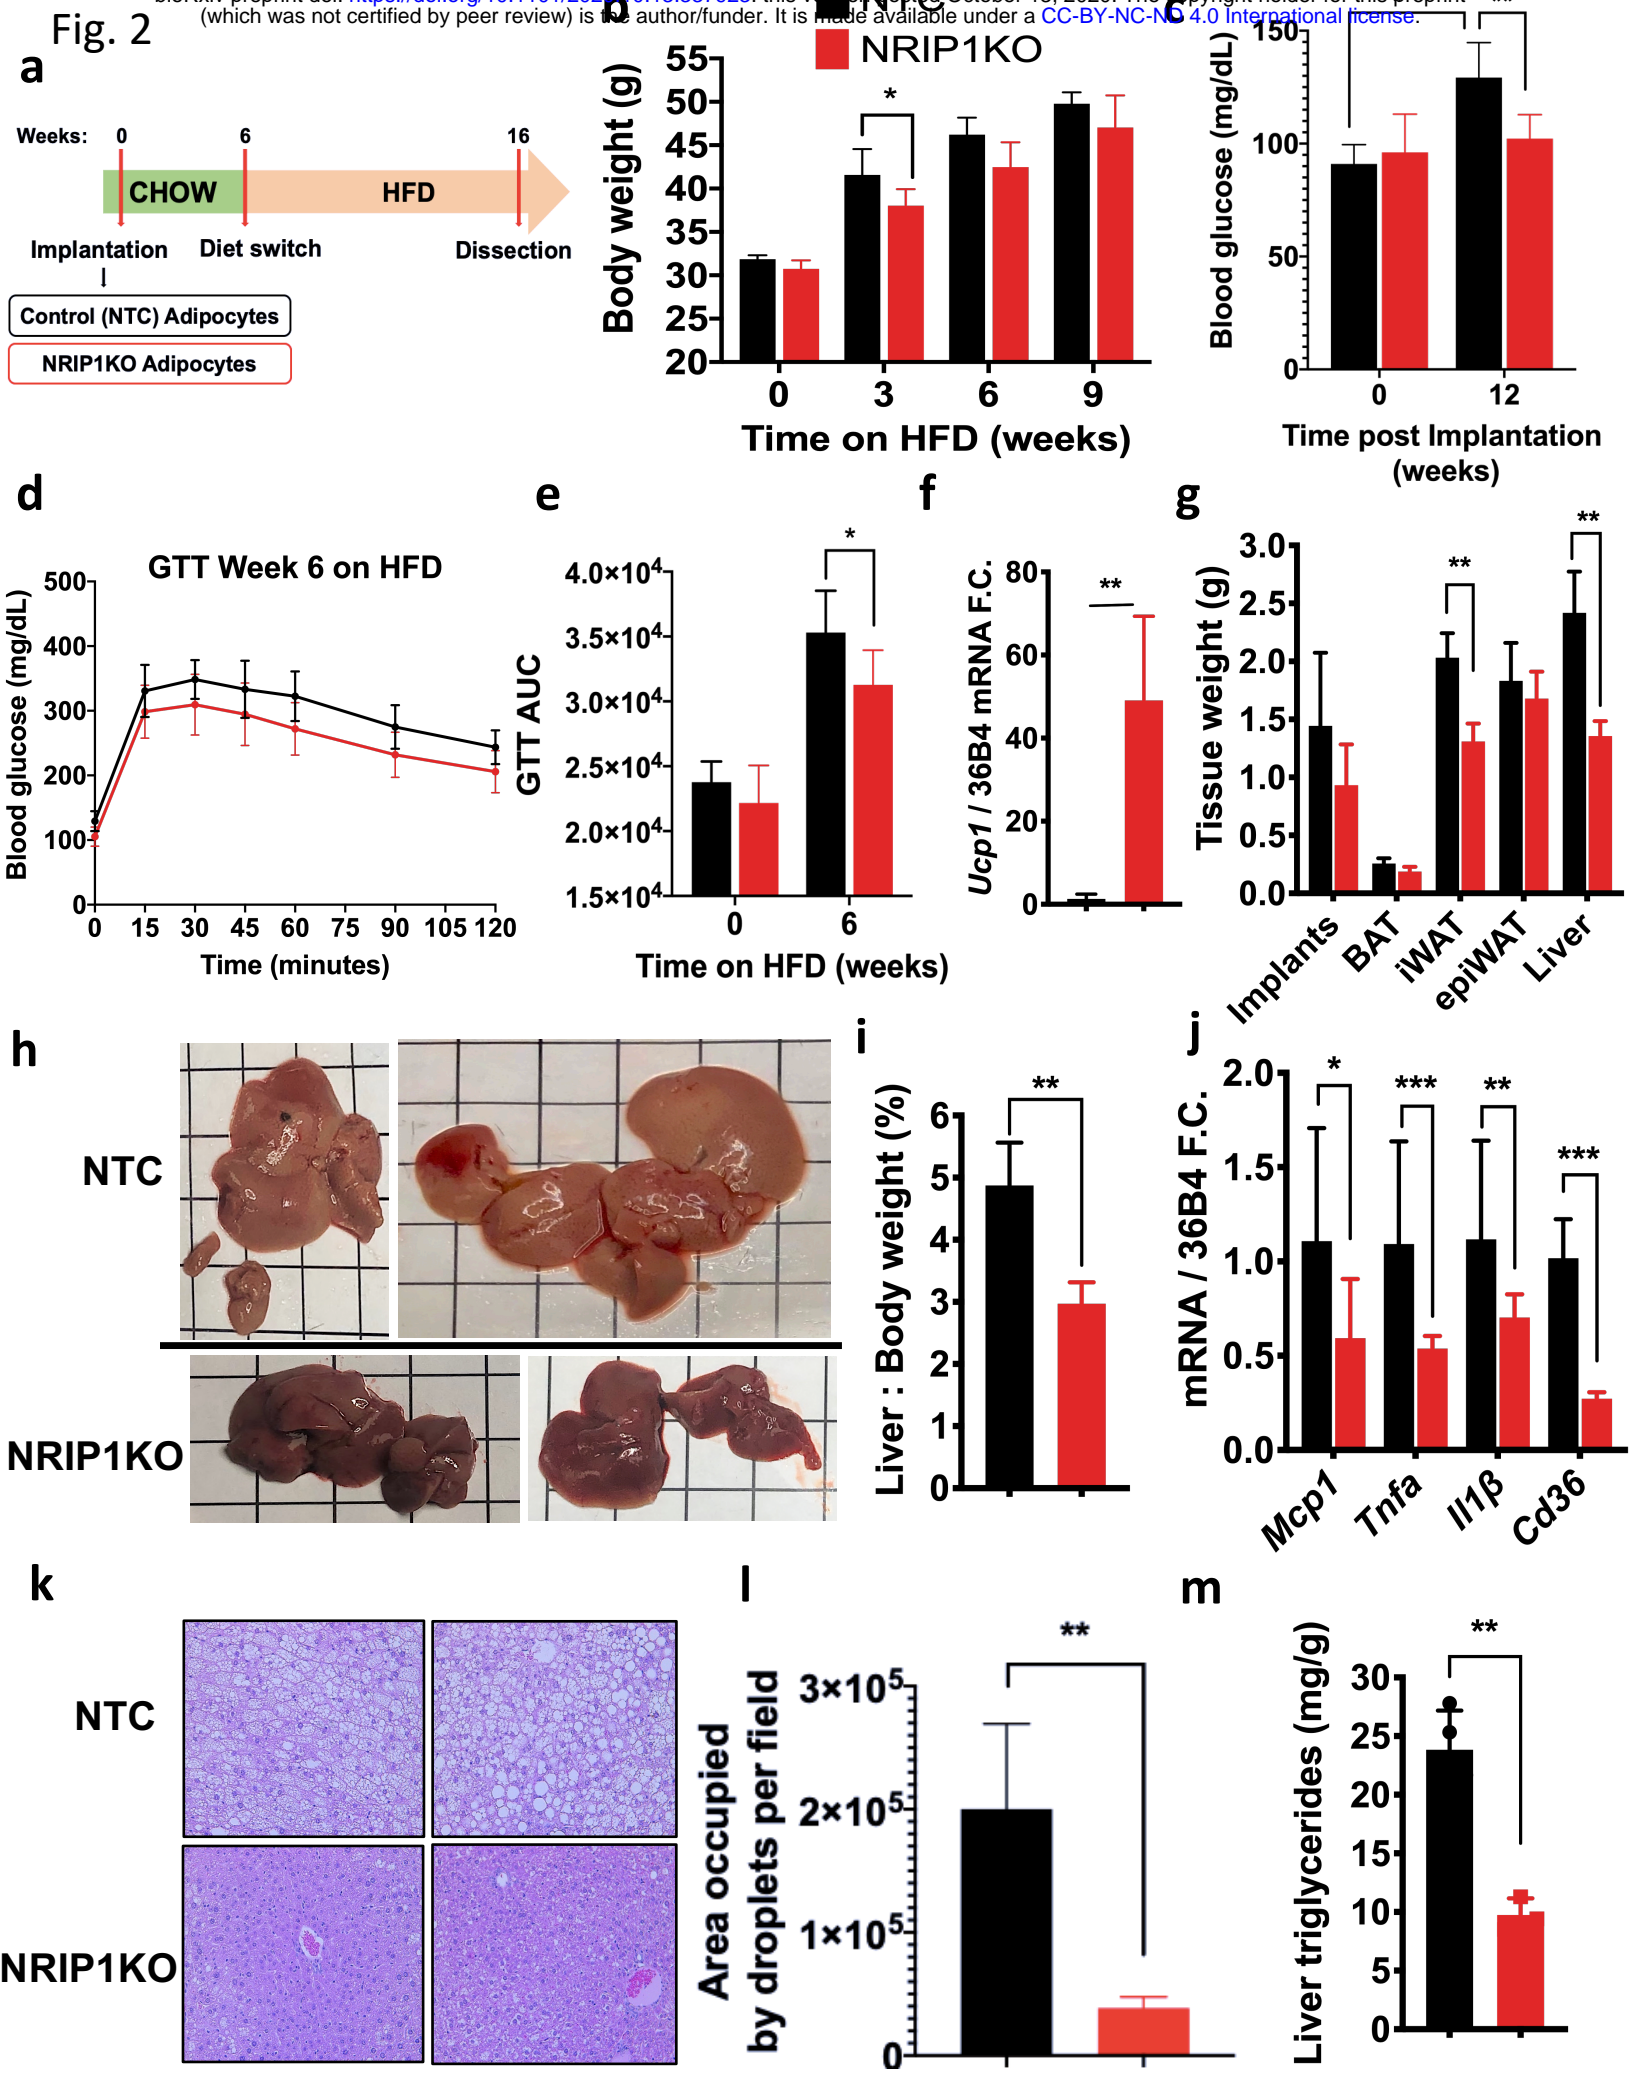 (which was not certified by peer review) is the author/funder. It is made available under a CC-BY-NC-ND 4.0 International license.
Fig. 2
a
Weeks: 0 6 16
CHOW HFD
Implantation Diet switch Dissection
Control (NTC) Adipocytes
NRIP1KO Adipocytes
NRIP1KO
Body weight (g)
55
50
45
40
35
30
25
20
*
0 3 6 9
Time on HFD (weeks)
Blood glucose (mg/dL)
150
100
50
0
0 12
Time post Implantation
(weeks)
d
GTT Week 6 on HFD
Blood glucose (mg/dL)
500
400
300
200
100
0
0 15 30 45 60 75 90 105 120
Time (minutes)
e
GTT AUC
4.0×10⁴
3.5×10⁴
3.0×10⁴
2.5×10⁴
2.0×10⁴
1.5×10⁴
*
0 6
Time on HFD (weeks)
f
Ucp1 / 36B4 mRNA F.C.
80
60
40
20
0
**
g
Tissue weight (g)
3.0
2.5
2.0
1.5
1.0
0.5
0.0
** **
Implants BAT iWAT epiWAT Liver
h
NTC
NRIP1KO
i
Liver : Body weight (%)
6
5
4
3
2
1
0
**
j
mRNA / 36B4 F.C.
2.0
1.5
1.0
0.5
0.0
* *** ** ***
Mcp1 Tnfa Il1β Cd36
k
NTC
NRIP1KO
l
Area occupied
by droplets per field
3×10⁵
2×10⁵
1×10⁵
0
**
m
Liver triglycerides (mg/g)
30
25
20
15
10
5
0
**